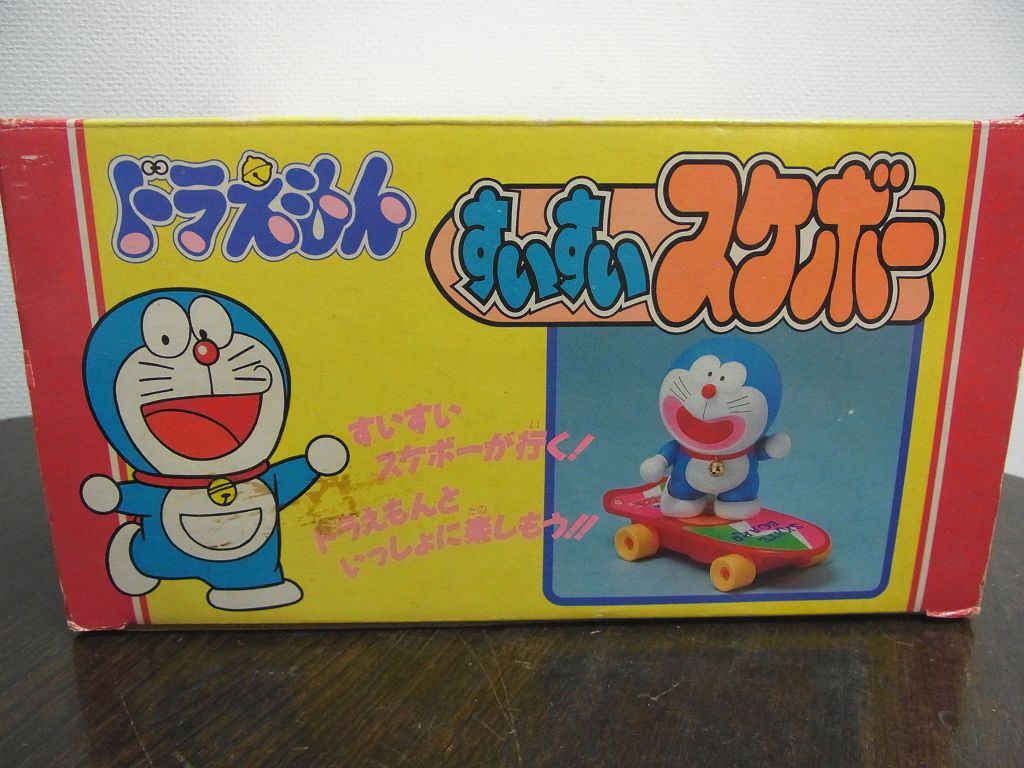 ドラえもん
すいすいスケボー
すいすい
スケボーが行く!
ドラえもんと
いっしょに楽しもう!!
SKATE
BOARD